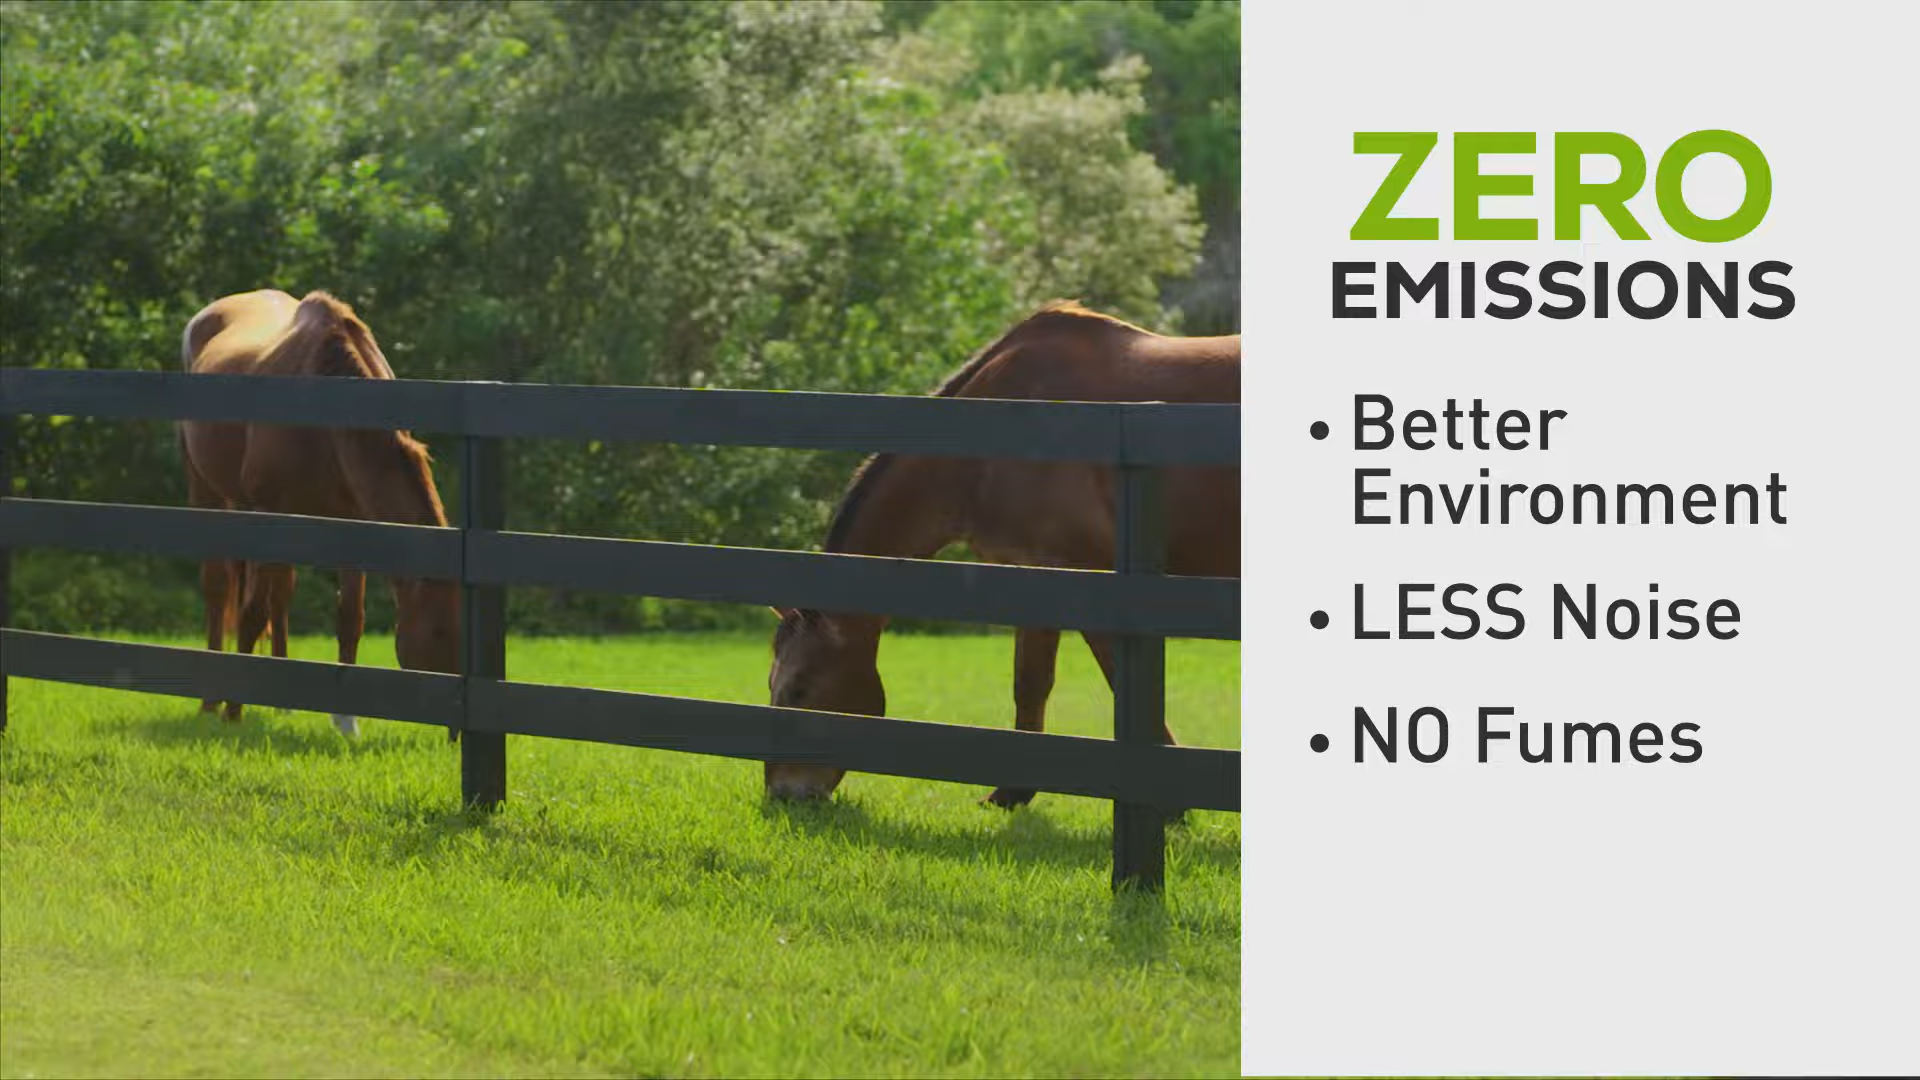 ZERO
EMISSIONS
• Better
Environment
• LESS Noise
• NO Fumes